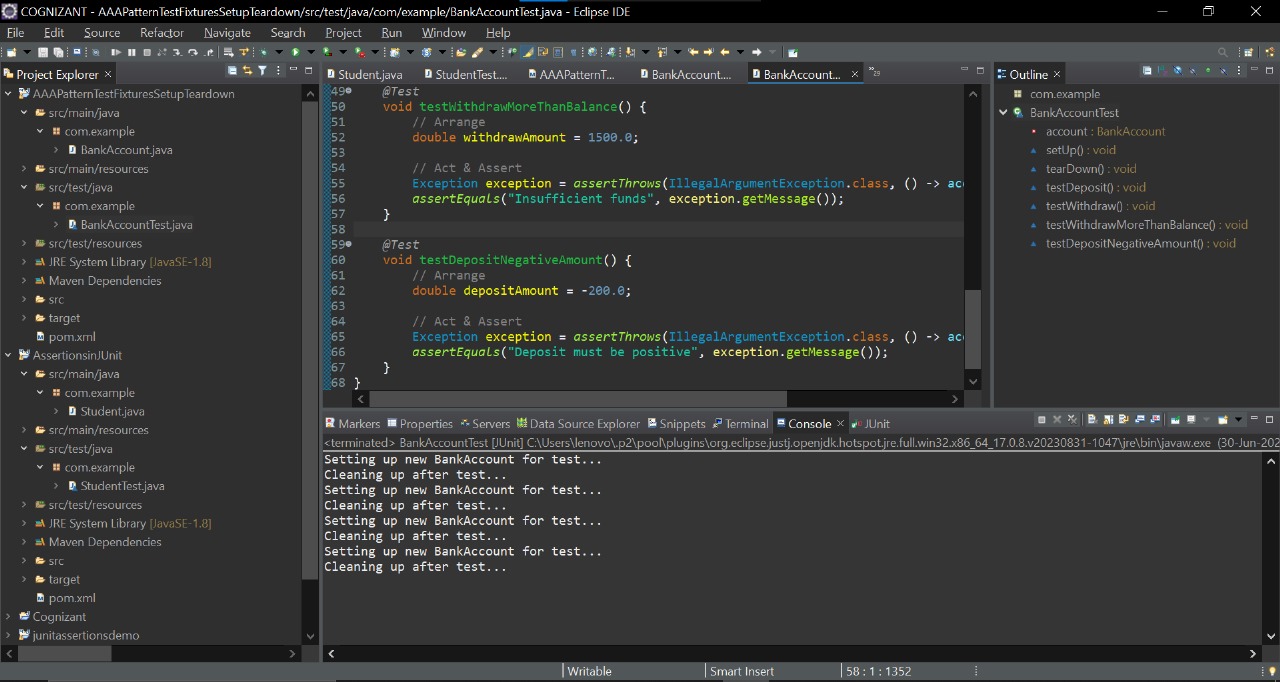 COGNIZANT - AAAPatternTestFixturesSetupTeardown/src/test/java/com/example/BankAccountTest.java - Eclipse IDE
File Edit Source Refactor Navigate Search Project Run Window Help
Project Explorer
AAAPatternTestFixturesSetupTeardown
src/main/java
com.example
BankAccount.java
src/main/resources
src/test/java
com.example
BankAccountTest.java
src/test/resources
JRE System Library [JavaSE-1.8]
Maven Dependencies
src
target
pom.xml
AssertionsinJUnit
src/main/java
com.example
Student.java
src/main/resources
src/test/java
com.example
StudentTest.java
src/test/resources
JRE System Library [JavaSE-1.8]
Maven Dependencies
src
target
pom.xml
Cognizant
junitassertionsdemo
Student.java StudentTest.... AAAPatternT... BankAccount.... BankAccount... »29
49 @Test
50 void testWithdrawMoreThanBalance() {
51 // Arrange
52 double withdrawAmount = 1500.0;
53
54 // Act & Assert
55 Exception exception = assertThrows(IllegalArgumentException.class, () -> ac
56 assertEquals("Insufficient funds", exception.getMessage());
57 }
58
59 @Test
60 void testDepositNegativeAmount() {
61 // Arrange
62 double depositAmount = -200.0;
63
64 // Act & Assert
65 Exception exception = assertThrows(IllegalArgumentException.class, () -> ac
66 assertEquals("Deposit must be positive", exception.getMessage());
67 }
68 }
Outline
com.example
BankAccountTest
account : BankAccount
setUp() : void
tearDown() : void
testDeposit() : void
testWithdraw() : void
testWithdrawMoreThanBalance() : void
testDepositNegativeAmount() : void
Markers Properties Servers Data Source Explorer Snippets Terminal Console JUnit
<terminated> BankAccountTest [JUnit] C:\Users\lenovo\.p2\pool\plugins\org.eclipse.justj.openjdk.hotspot.jre.full.win32.x86_64_17.0.8.v20230831-1047\jre\bin\javaw.exe (30-Jun-202
Setting up new BankAccount for test...
Cleaning up after test...
Setting up new BankAccount for test...
Cleaning up after test...
Setting up new BankAccount for test...
Cleaning up after test...
Setting up new BankAccount for test...
Cleaning up after test...
Writable Smart Insert 58 : 1 : 1352